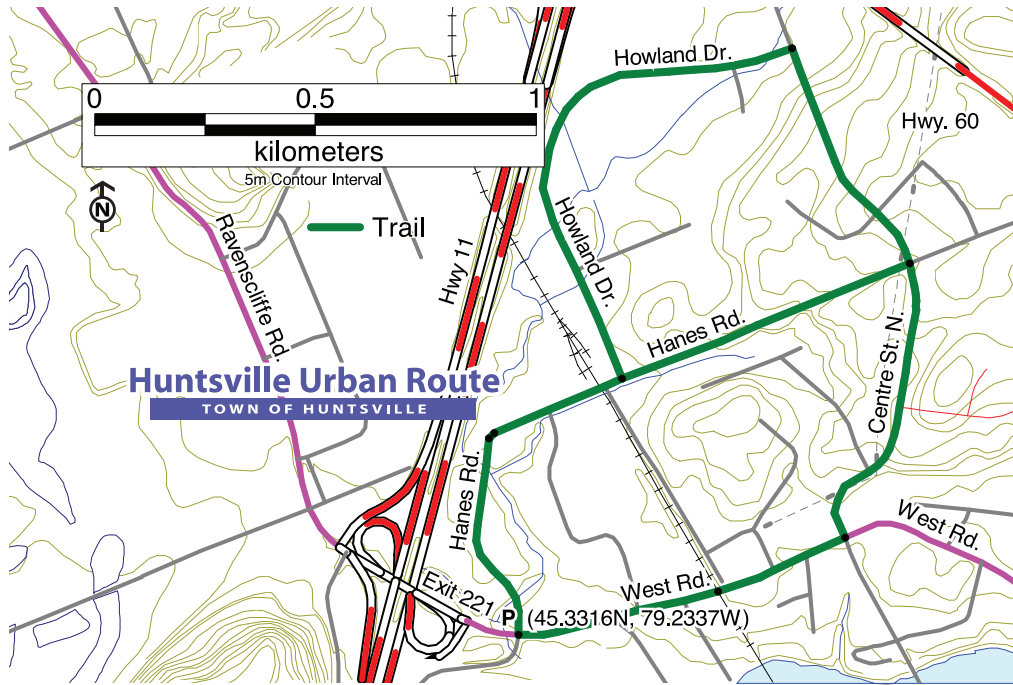 Howland Dr.
0 0.5 1
kilometers
5m Contour Interval
Hwy. 60
N
Trail
Ravenscliffe Rd.
Hwy 11
Howland Dr.
Hanes Rd.
Centre St. N.
Huntsville Urban Route
TOWN OF HUNTSVILLE
Hanes Rd.
West Rd.
Exit 221
West Rd.
P (45.3316N, 79.2337W)